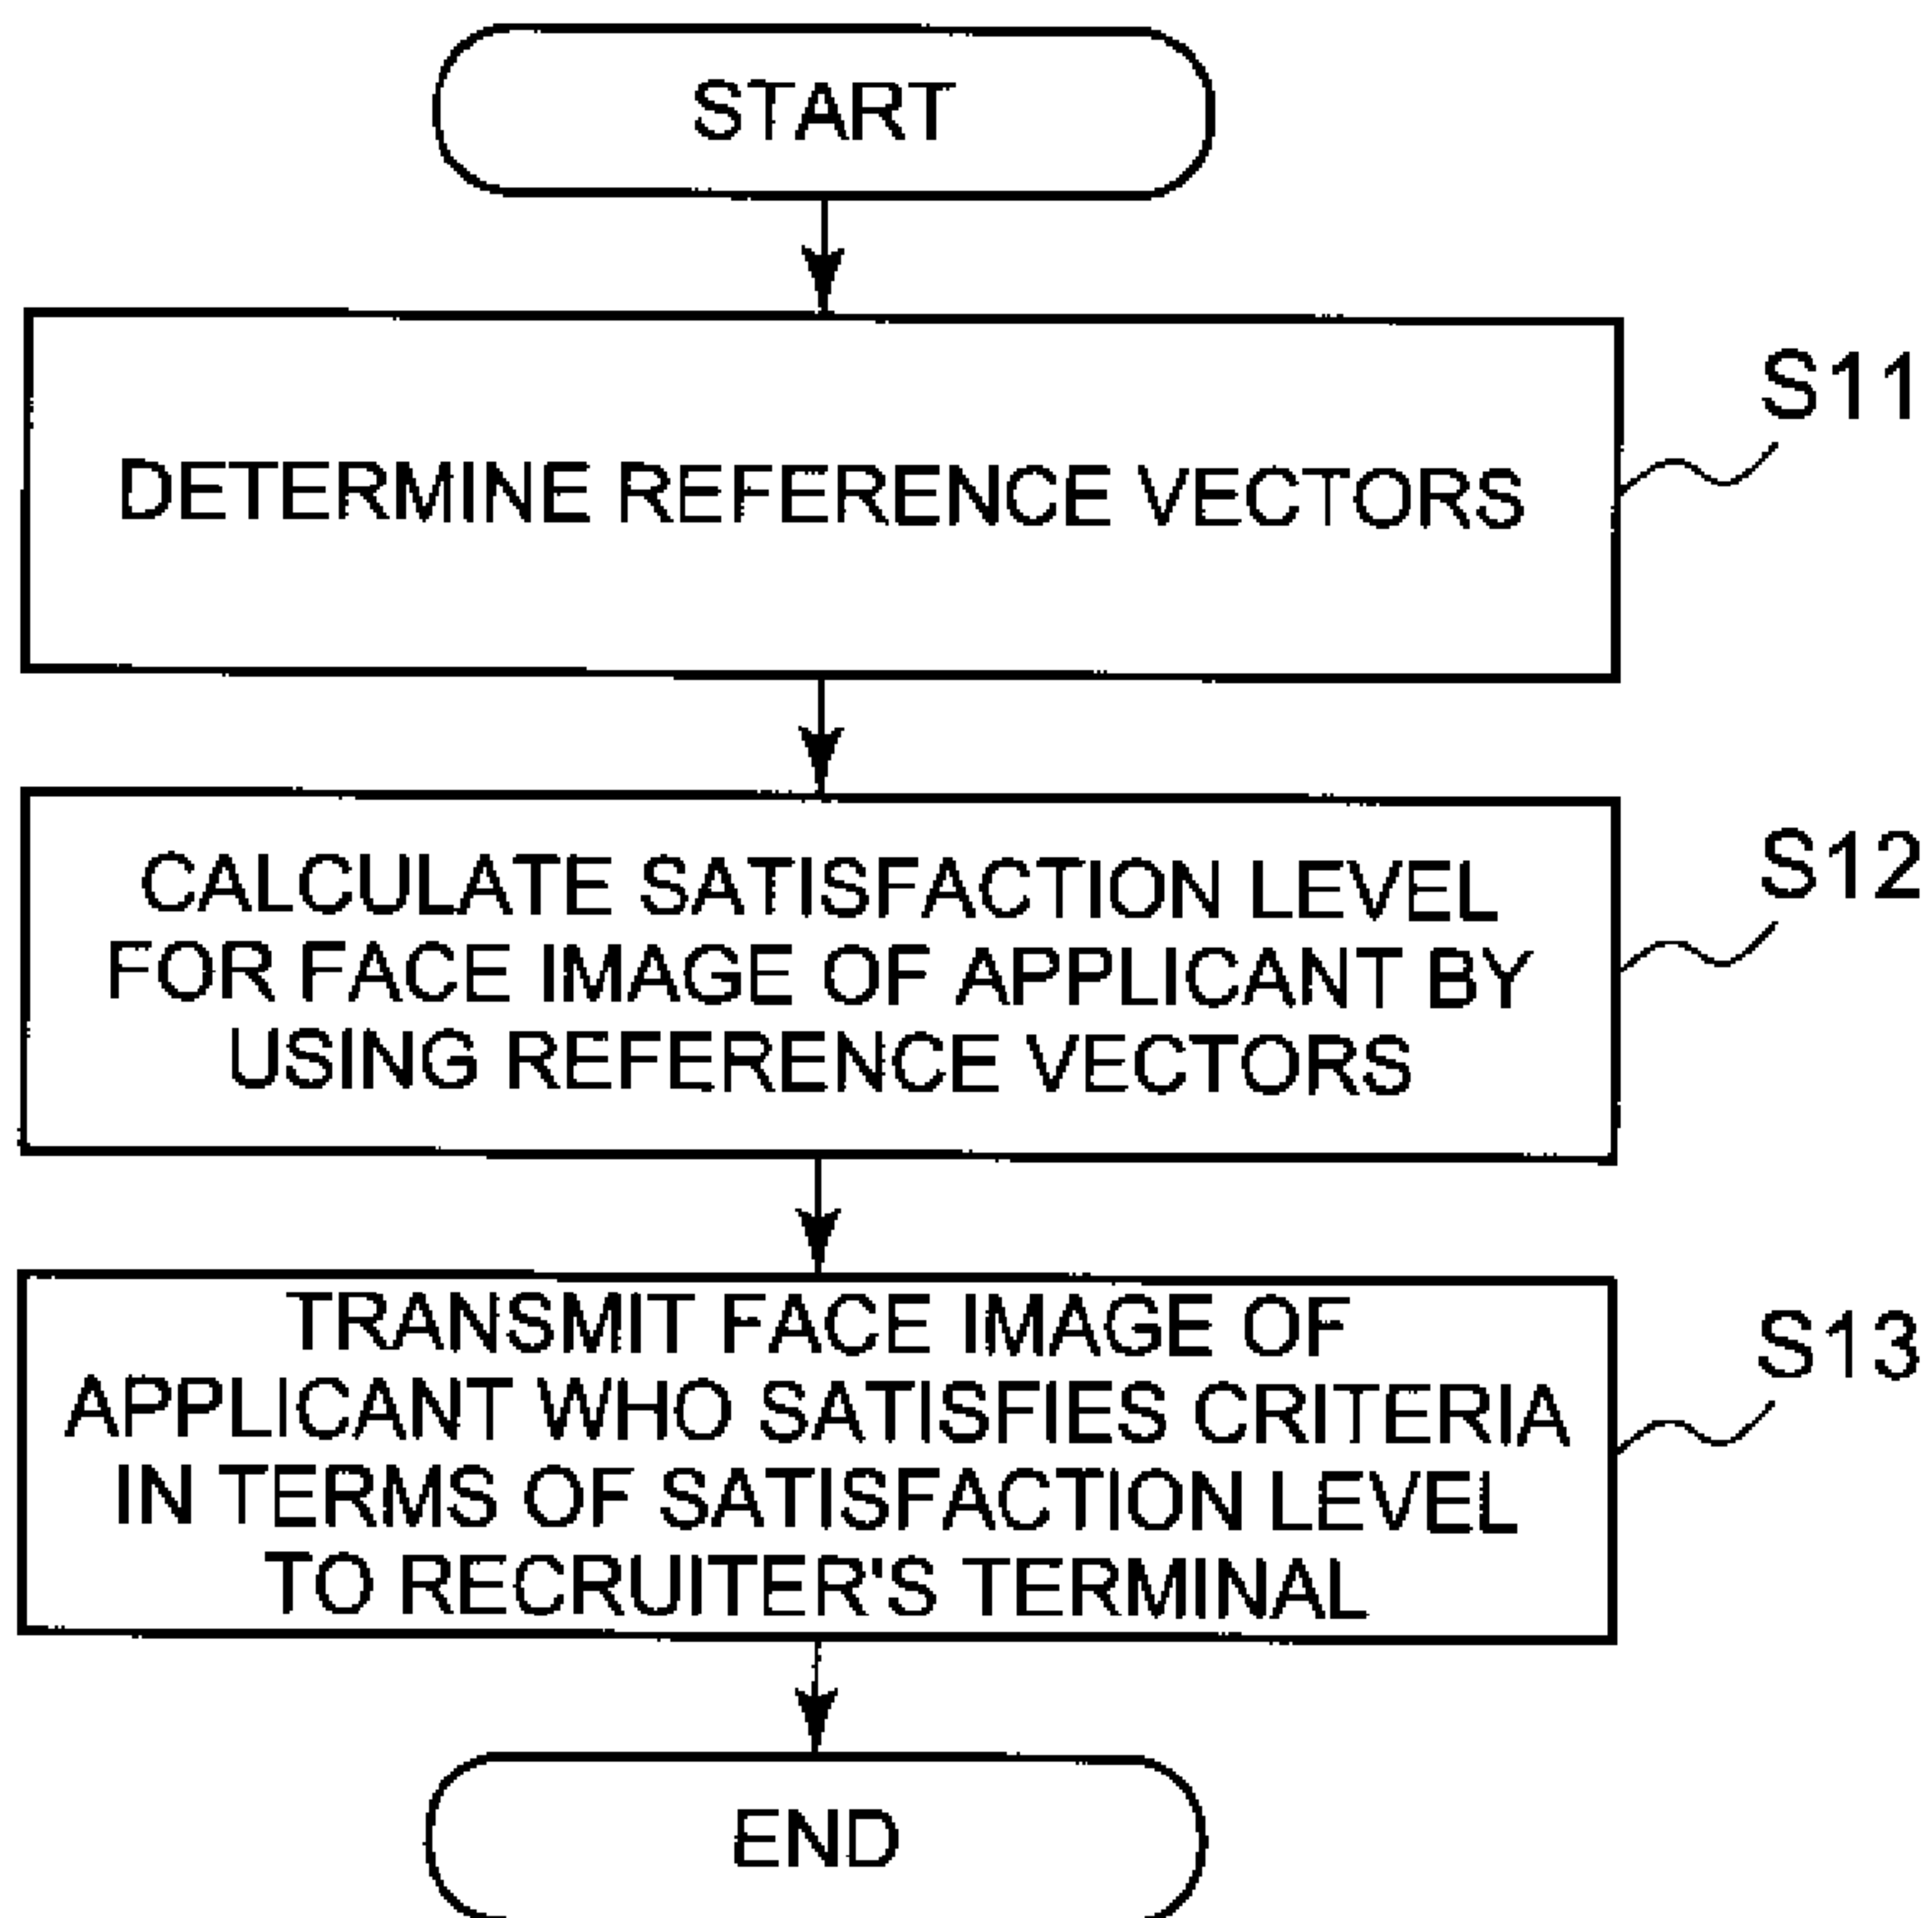 START
S11
DETERMINE REFERENCE VECTORS
S12
CALCULATE SATISFACTION LEVEL
FOR FACE IMAGE OF APPLICANT BY
USING REFERENCE VECTORS
S13
TRANSMIT FACE IMAGE OF
APPLICANT WHO SATISFIES CRITERIA
IN TERMS OF SATISFACTION LEVEL
TO RECRUITER'S TERMINAL
END